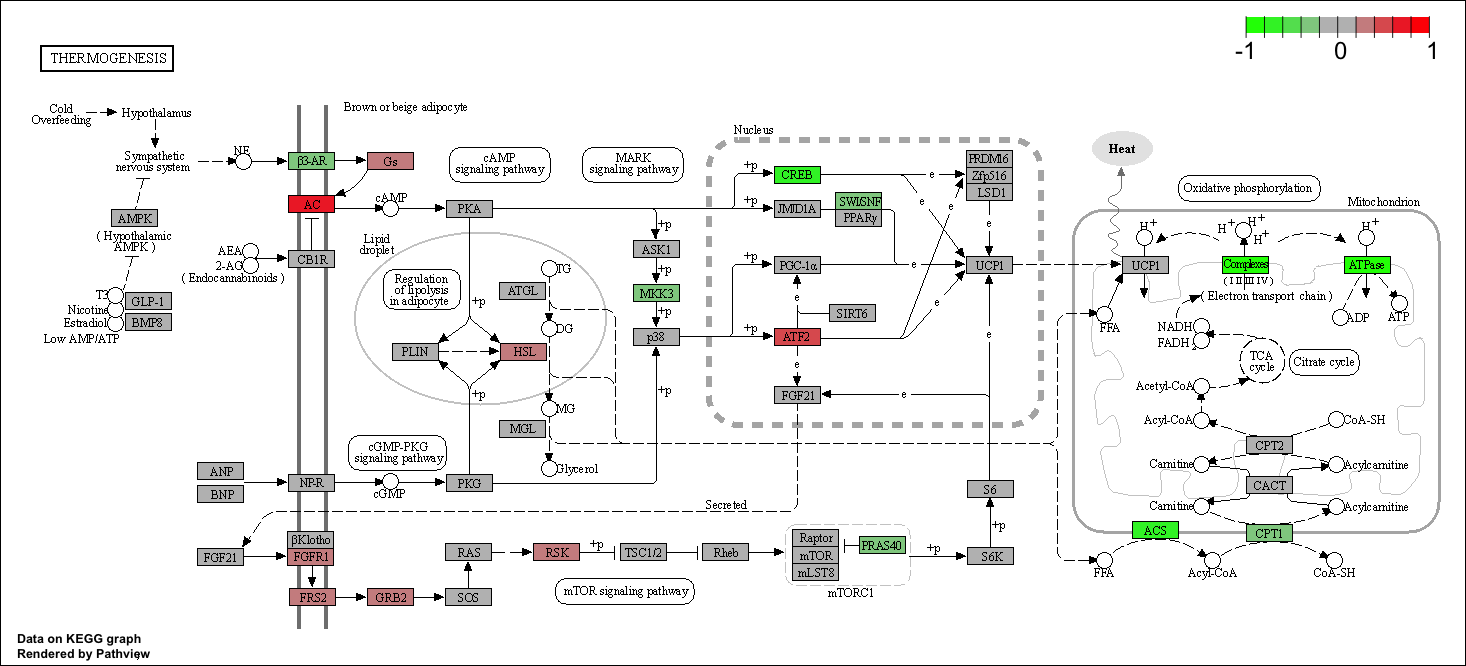 -1
0
1
THERMOGENESIS
Cold
Overfeeding
Hypothalamus
Sympathetic
nervous system
NE
Brown or beige adipocyte
β3-AR
Gs
AC
cAMP
cAMP
signaling pathway
MARK
signaling pathway
PKA
AMPK
( Hypothalamic
AMPK )
AEA
2-AG
( Endocannabinoids )
CB1R
T3
Nicotine
Estradiol
Low AMP/ATP
GLP-1
BMP8
Lipid
droplet
Regulation
of lipolysis
in adipocyte
+p
ATGL
TG
DG
PLIN
HSL
+p
MG
MGL
Glycerol
+p
ASK1
+p
MKK3
+p
p38
+p
Nucleus
+p
CREB
+p
JMJD1A
SWI/SNF
PPARγ
+p
PGC-1α
SIRT6
+p
ATF2
e
FGF21
e
e
e
e
e
e
e
e
PRDM16
Zfp516
LSD1
UCP1
Heat
Oxidative phosphorylation
Mitochondrion
H+
UCP1
H+
H+
H+
Complexes
( I II III IV )
( Electron transport chain )
H+
ATPase
ADP
ATP
FFA
NADH
FADH2
TCA
cycle
Citrate cycle
Acetyl-CoA
Acyl-CoA
CoA-SH
CPT2
Carnitine
Acylcarnitine
CACT
Carnitine
Acylcarnitine
ACS
CPT1
FFA
Acyl-CoA
CoA-SH
ANP
BNP
NP-R
cGMP
cGMP-PKG
signaling pathway
PKG
Secreted
FGF21
βKlotho
FGFR1
FRS2
GRB2
SOS
RAS
RSK
+p
TSC1/2
Rheb
mTOR signaling pathway
Raptor
mTOR
mLST8
PRAS40
mTORC1
+p
S6K
+p
S6
Data on KEGG graph
Rendered by Pathview